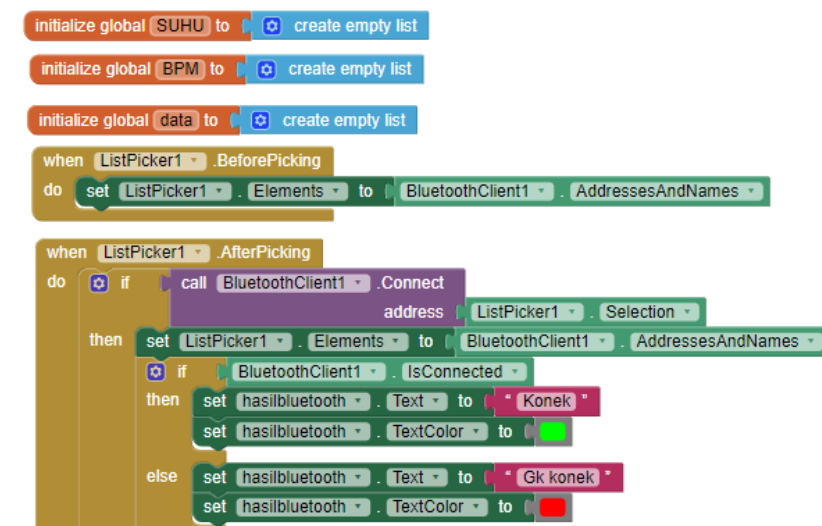 initialize global SUHU to create empty list
initialize global BPM to create empty list
initialize global data to create empty list
when ListPicker1 .BeforePicking
do set ListPicker1 . Elements to BluetoothClient1 . AddressesAndNames
when ListPicker1 .AfterPicking
do if call BluetoothClient1 .Connect
address ListPicker1 . Selection
then set ListPicker1 . Elements to BluetoothClient1 . AddressesAndNames
if BluetoothClient1 . IsConnected
then set hasilbluetooth . Text to " Konek "
set hasilbluetooth . TextColor to
else set hasilbluetooth . Text to " Gk konek "
set hasilbluetooth . TextColor to